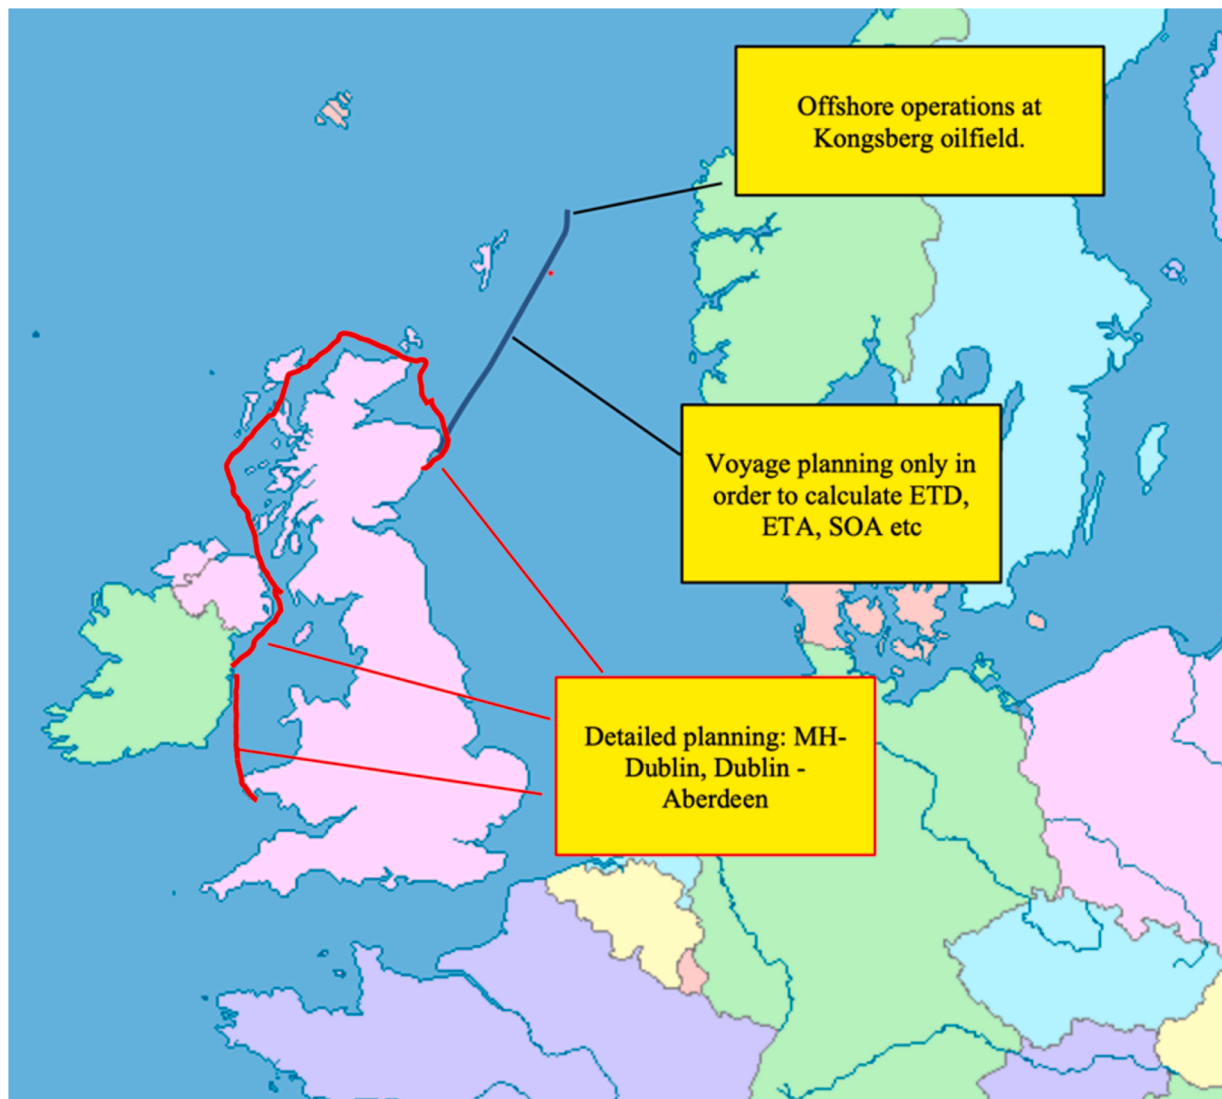 Offshore operations at
Kongsberg oilfield.
Voyage planning only in
order to calculate ETD,
ETA, SOA etc
Detailed planning: MH-
Dublin, Dublin -
Aberdeen